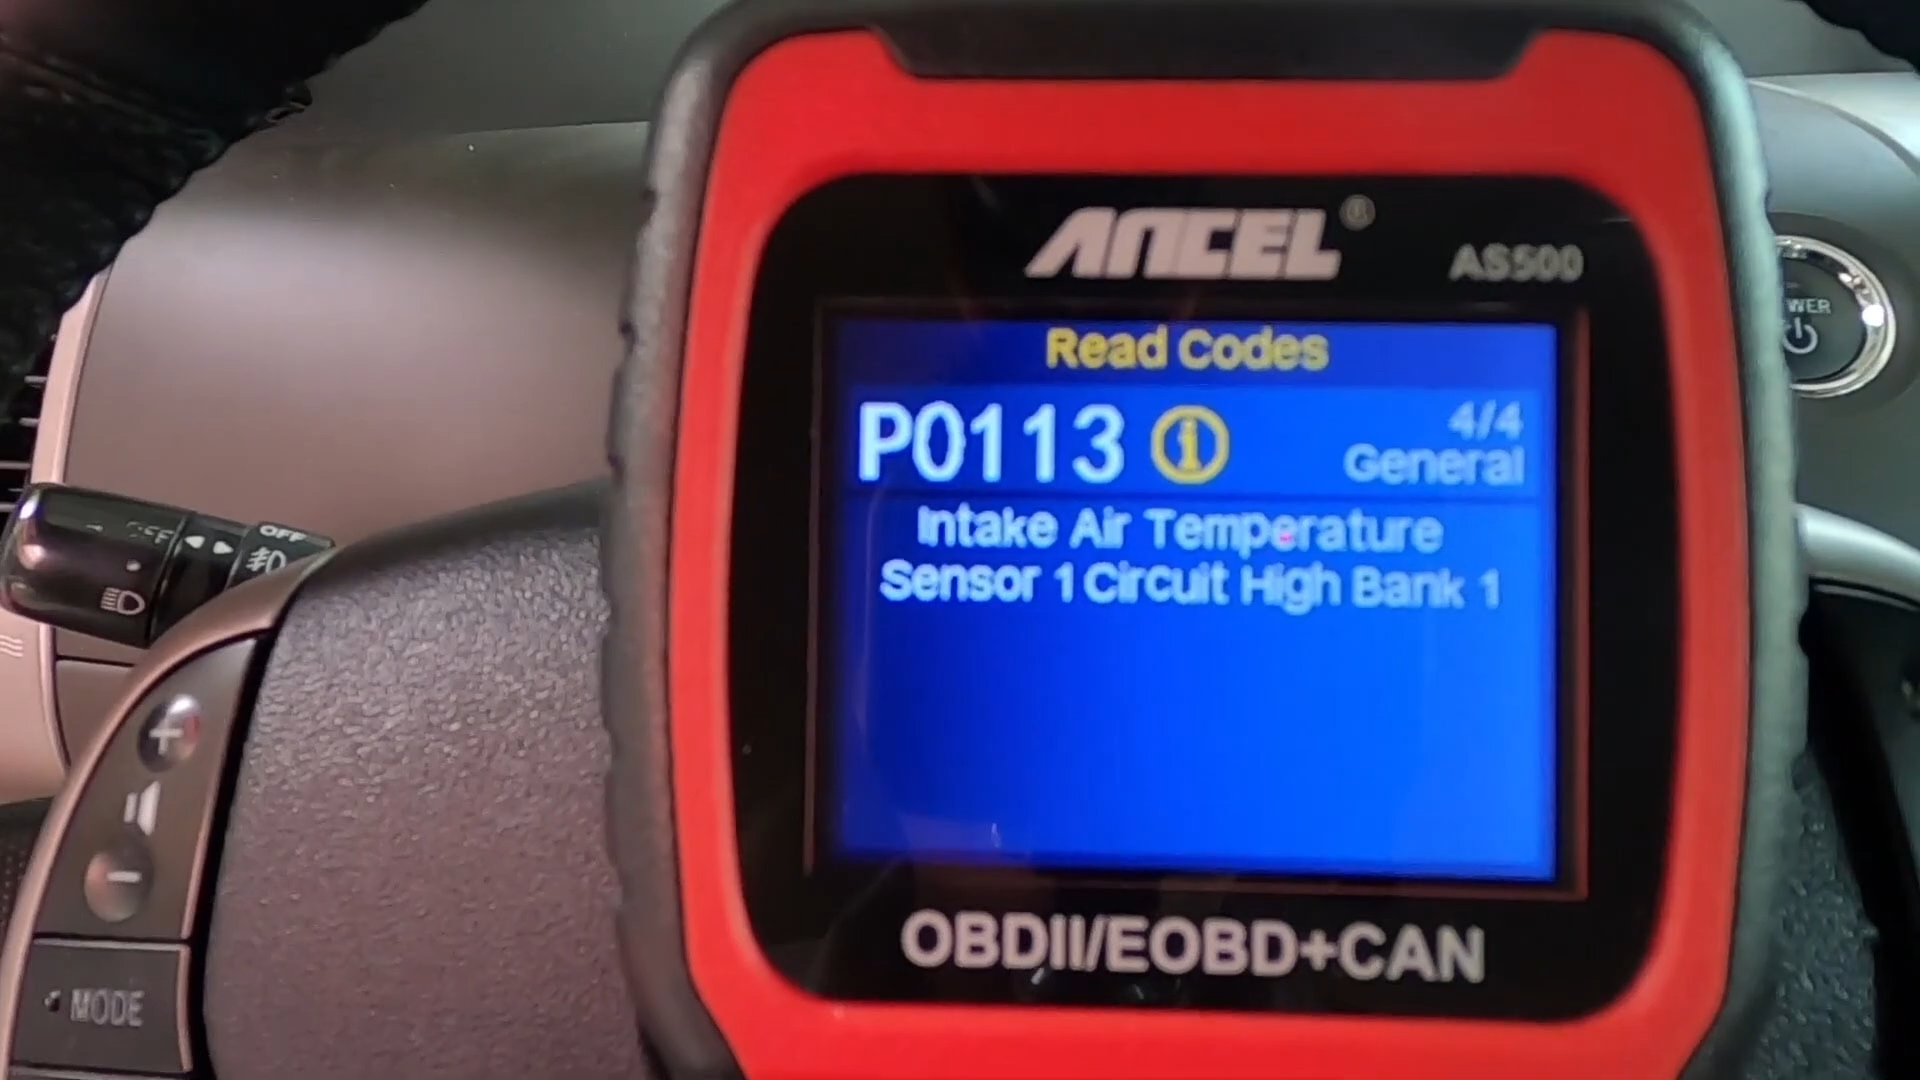 ANCEL®
AS500
Read Codes
P0113
4/4
General
Intake Air Temperature
Sensor 1 Circuit High Bank 1
OBDII/EOBD+CAN
WER
OFF
+
−
MODE